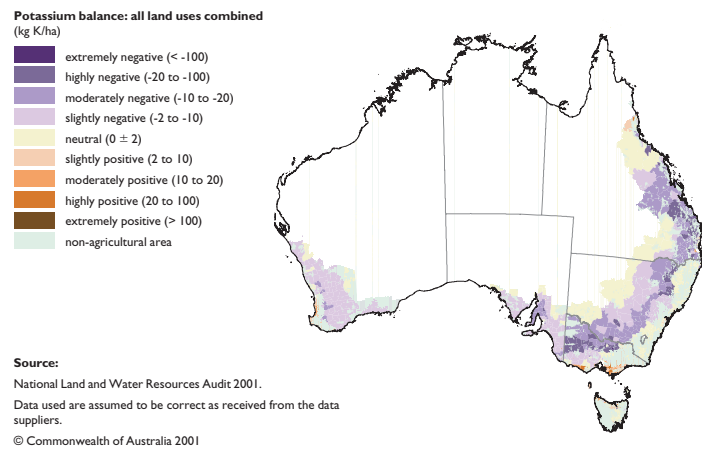 Potassium balance: all land uses combined
(kg K/ha)
extremely negative (< -100)
highly negative (-20 to -100)
moderately negative (-10 to -20)
slightly negative (-2 to -10)
neutral (0 ± 2)
slightly positive (2 to 10)
moderately positive (10 to 20)
highly positive (20 to 100)
extremely positive (> 100)
non-agricultural area
Source:
National Land and Water Resources Audit 2001.
Data used are assumed to be correct as received from the data
suppliers.
© Commonwealth of Australia 2001